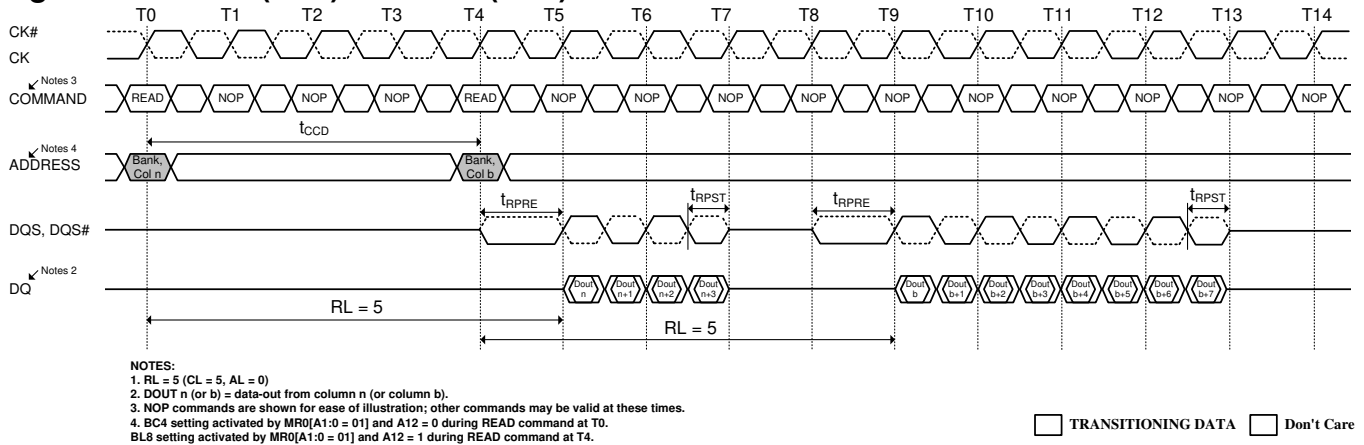 T0 T1 T2 T3 T4 T5 T6 T7 T8 T9 T10 T11 T12 T13 T14
CK#
CK
Notes 3
COMMAND READ NOP NOP NOP READ NOP NOP NOP NOP NOP NOP NOP NOP NOP NOP
tCCD
Notes 4
ADDRESS
Bank, Col n
Bank, Col b
tRPRE tRPST tRPRE tRPST
DQS, DQS#
Notes 2
DQ
Dout n Dout n+1 Dout n+2 Dout n+3 Dout b Dout b+1 Dout b+2 Dout b+3 Dout b+4 Dout b+5 Dout b+6 Dout b+7
RL = 5
RL = 5
NOTES:
1. RL = 5 (CL = 5, AL = 0)
2. DOUT n (or b) = data-out from column n (or column b).
3. NOP commands are shown for ease of illustration; other commands may be valid at these times.
4. BC4 setting activated by MR0[A1:0 = 01] and A12 = 0 during READ command at T0.
BL8 setting activated by MR0[A1:0 = 01] and A12 = 1 during READ command at T4.
TRANSITIONING DATA Don't Care